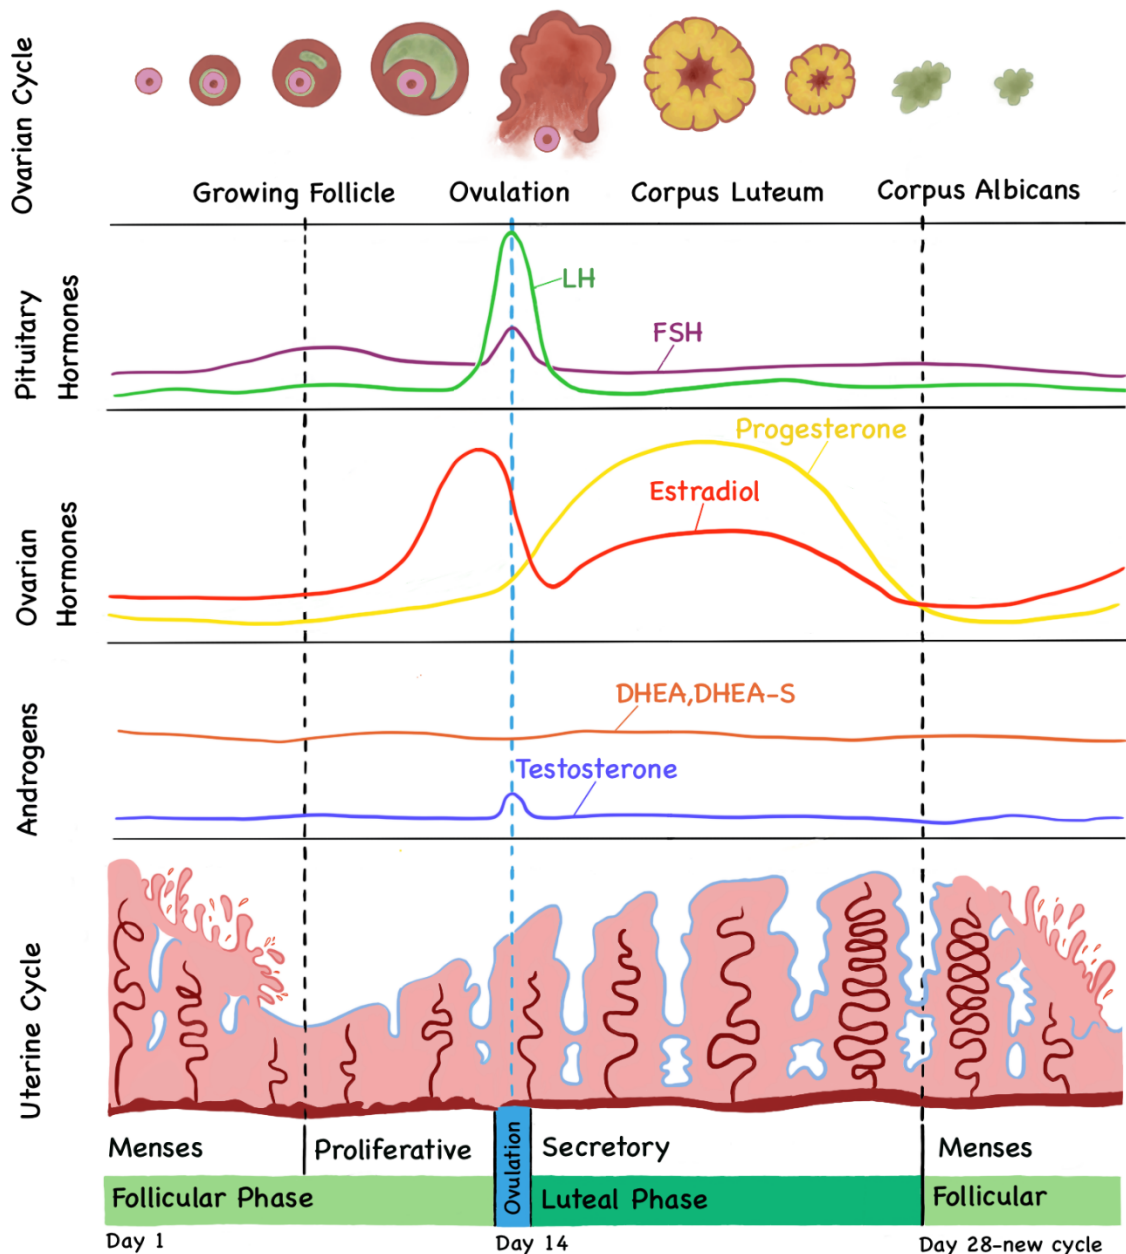 Ovarian Cycle
Growing Follicle
Ovulation
Corpus Luteum
Corpus Albicans
Pituitary
Hormones
LH
FSH
Ovarian
Hormones
Progesterone
Estradiol
Androgens
DHEA,DHEA-S
Testosterone
Uterine Cycle
Menses
Proliferative
Ovulation
Secretory
Menses
Follicular Phase
Luteal Phase
Follicular
Day 1
Day 14
Day 28-new cycle